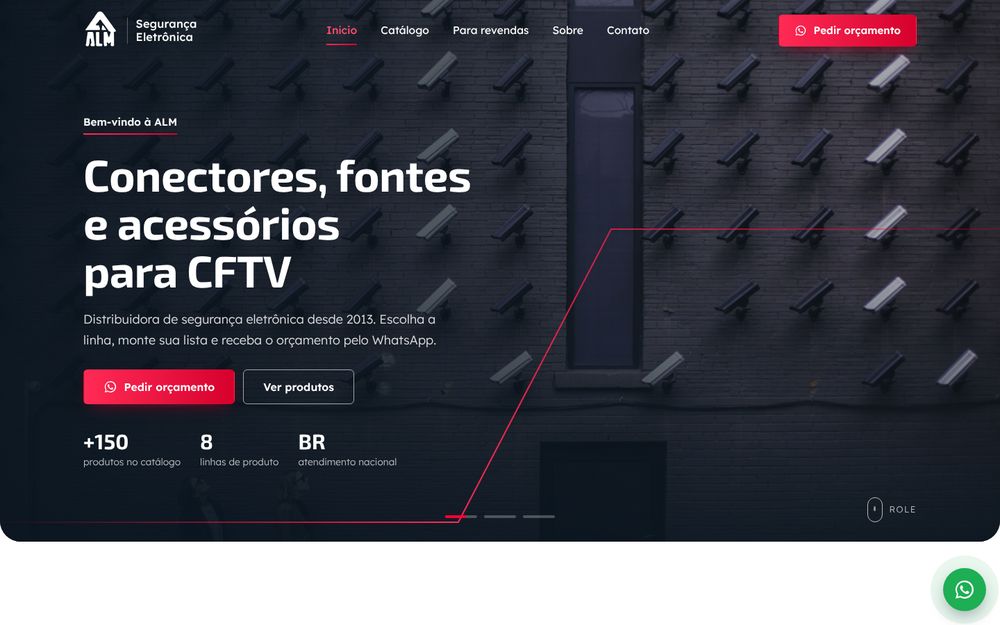 ALM
Segurança
Eletrônica
Início
Catálogo
Para revendas
Sobre
Contato
Pedir orçamento
Bem-vindo à ALM
Conectores, fontes
e acessórios
para CFTV
Distribuidora de segurança eletrônica desde 2013. Escolha a
linha, monte sua lista e receba o orçamento pelo WhatsApp.
Pedir orçamento
Ver produtos
+150
produtos no catálogo
8
linhas de produto
BR
atendimento nacional
ROLE